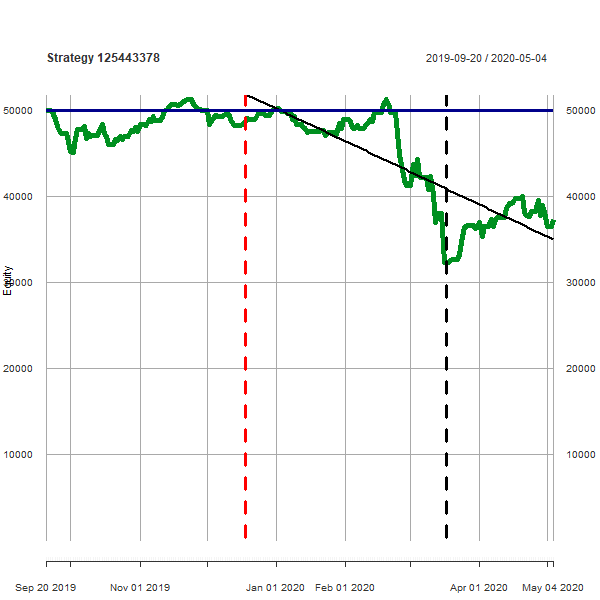 Strategy 125443378
2019-09-20 / 2020-05-04
50000
50000
40000
40000
Equity
30000
30000
20000
20000
10000
10000
Sep 20 2019
Nov 01 2019
Jan 01 2020
Feb 01 2020
Apr 01 2020
May 04 2020